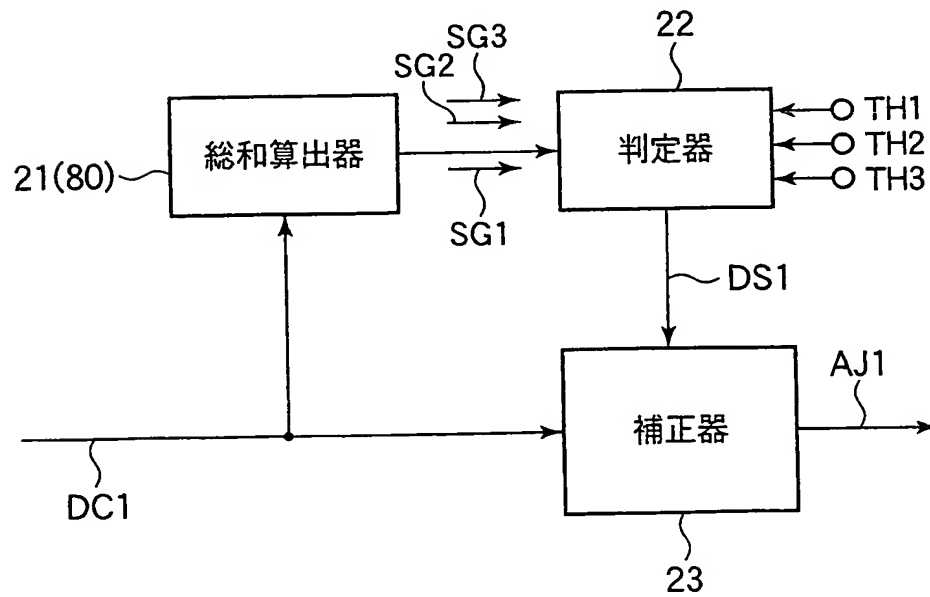 22
SG3
SG2
TH1
総和算出器
判定器
TH2
21(80)
TH3
SG1
DS1
AJ1
補正器
DC1
23